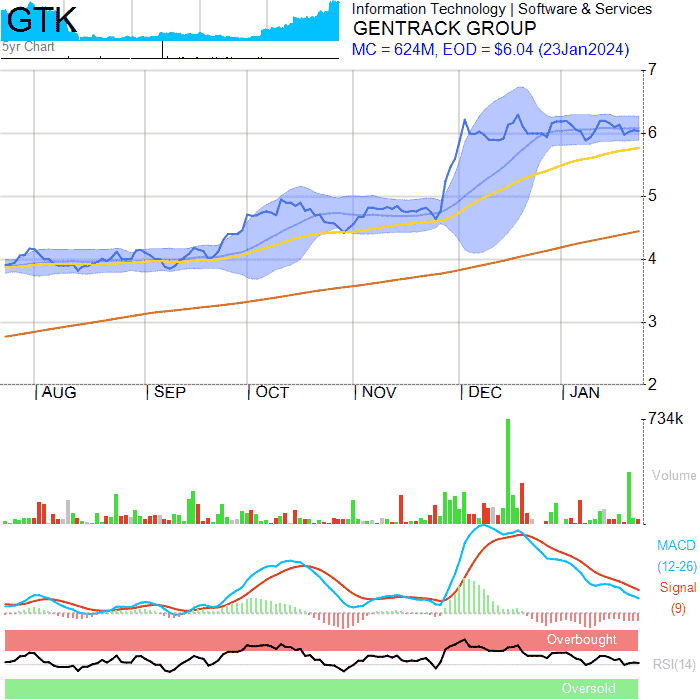 GTK
5yr Chart
Information Technology | Software & Services
GENTRACK GROUP
MC = 624M, EOD = $6.04 (23Jan2024)
7
6
5
4
3
2
AUG
SEP
OCT
NOV
DEC
JAN
734k
Volume
MACD
(12-26)
Signal
(9)
Overbought
RSI(14)
Oversold